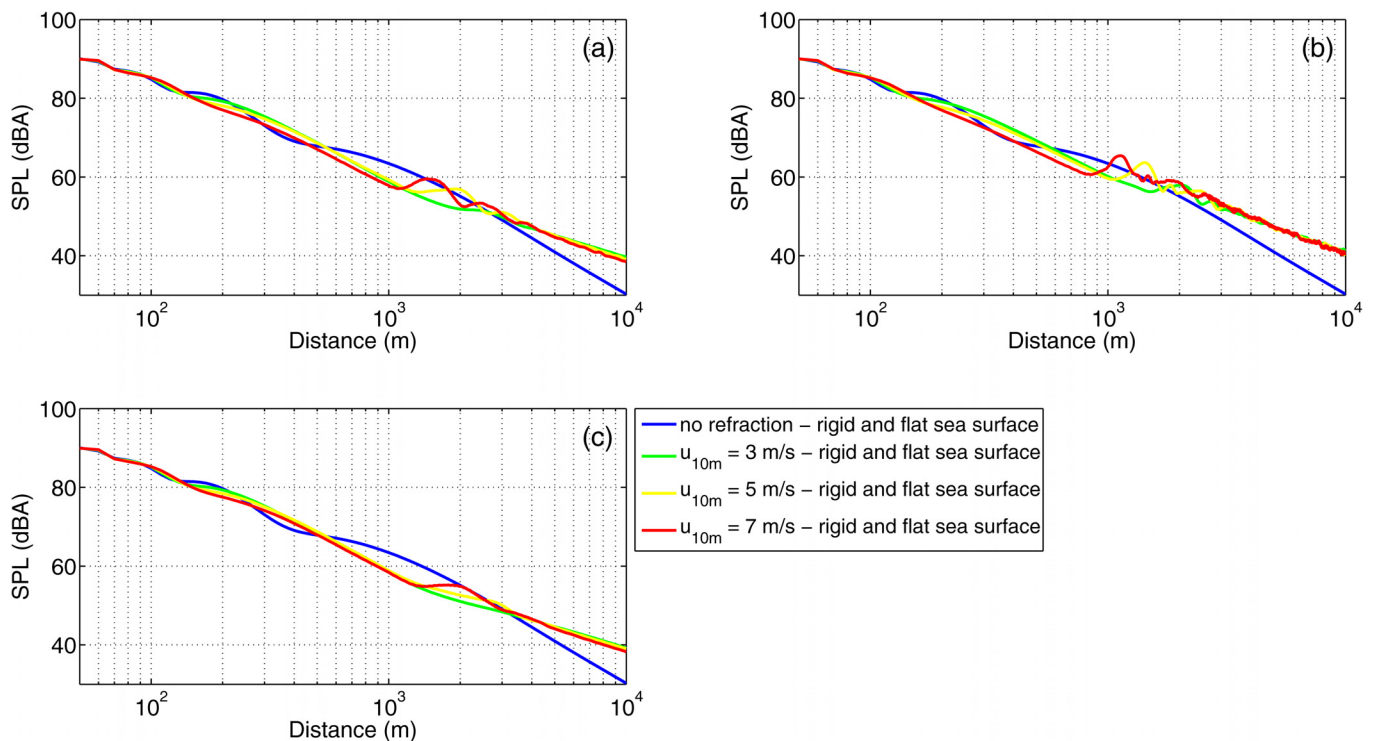 100
80
60
40
SPL (dBA)
(a)
10² 10³ 10⁴
Distance (m)
100
80
60
40
SPL (dBA)
(b)
10² 10³ 10⁴
Distance (m)
100
80
60
40
SPL (dBA)
(c)
10² 10³ 10⁴
Distance (m)
no refraction – rigid and flat sea surface
u10m = 3 m/s – rigid and flat sea surface
u10m = 5 m/s – rigid and flat sea surface
u10m = 7 m/s – rigid and flat sea surface